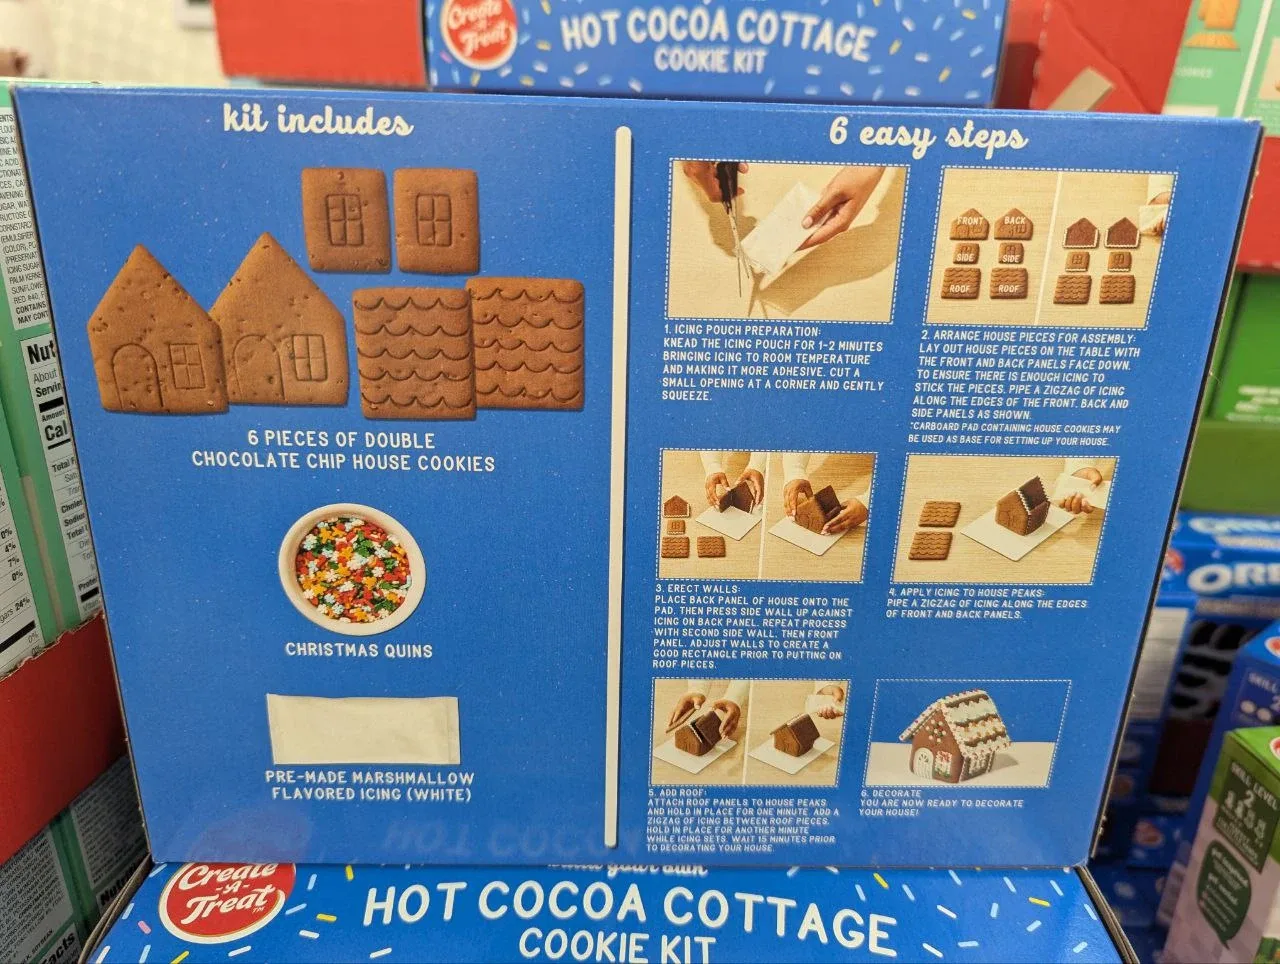 Create
-A-
Treat
HOT COCOA COTTAGE
COOKIE KIT
kit includes
6 PIECES OF DOUBLE
CHOCOLATE CHIP HOUSE COOKIES
CHRISTMAS QUINS
PRE-MADE MARSHMALLOW
FLAVORED ICING (WHITE)
6 easy steps
1. ICING POUCH PREPARATION:
KNEAD THE ICING POUCH FOR 1-2 MINUTES
BRINGING ICING TO ROOM TEMPERATURE
AND MAKING IT MORE ADHESIVE. CUT A
SMALL OPENING AT A CORNER AND GENTLY
SQUEEZE.
FRONT
BACK
SIDE
SIDE
ROOF
ROOF
2. ARRANGE HOUSE PIECES FOR ASSEMBLY:
LAY OUT HOUSE PIECES ON THE TABLE WITH
THE FRONT AND BACK PANELS FACE DOWN.
TO ENSURE THERE IS ENOUGH ICING TO
STICK THE PIECES. PIPE A ZIGZAG OF ICING
ALONG THE EDGES OF THE FRONT, BACK AND
SIDE PANELS AS SHOWN.
*CARBOARD PAD CONTAINING HOUSE COOKIES MAY
BE USED AS BASE FOR SETTING UP YOUR HOUSE.
3. ERECT WALLS:
PLACE BACK PANEL OF HOUSE ONTO THE
PAD. THEN PRESS SIDE WALL UP AGAINST
ICING ON BACK PANEL. REPEAT PROCESS
WITH SECOND SIDE WALL, THEN FRONT
PANEL. ADJUST WALLS TO CREATE A
GOOD RECTANGLE PRIOR TO PUTTING ON
ROOF PIECES.
4. APPLY ICING TO HOUSE PEAKS:
PIPE A ZIGZAG OF ICING ALONG THE EDGES
OF FRONT AND BACK PANELS.
5. ADD ROOF:
ATTACH ROOF PANELS TO HOUSE PEAKS
AND HOLD IN PLACE FOR ONE MINUTE. ADD A
ZIGZAG OF ICING BETWEEN ROOF PIECES.
HOLD IN PLACE FOR ANOTHER MINUTE
WHILE ICING SETS. WAIT 15 MINUTES PRIOR
TO DECORATING YOUR HOUSE.
6. DECORATE
YOU ARE NOW READY TO DECORATE
YOUR HOUSE!
build your own
Create
-A-
Treat
HOT COCOA COTTAGE
COOKIE KIT
SKILL LEVEL
2